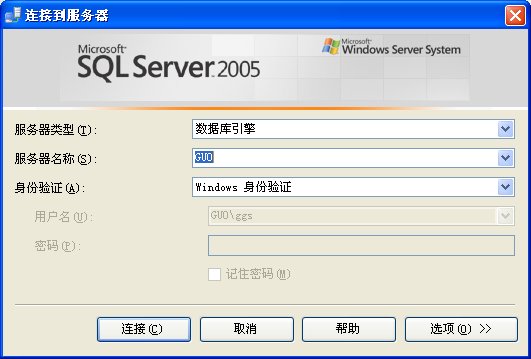 连接到服务器
Microsoft®
SQL Server 2005
Microsoft®
Windows Server System
服务器类型(T):
数据库引擎
服务器名称(S):
GUO
身份验证(A):
Windows 身份验证
用户名(U):
GUO\ggs
密码(P):
记住密码(M)
连接(C)
取消
帮助
选项(O) >>